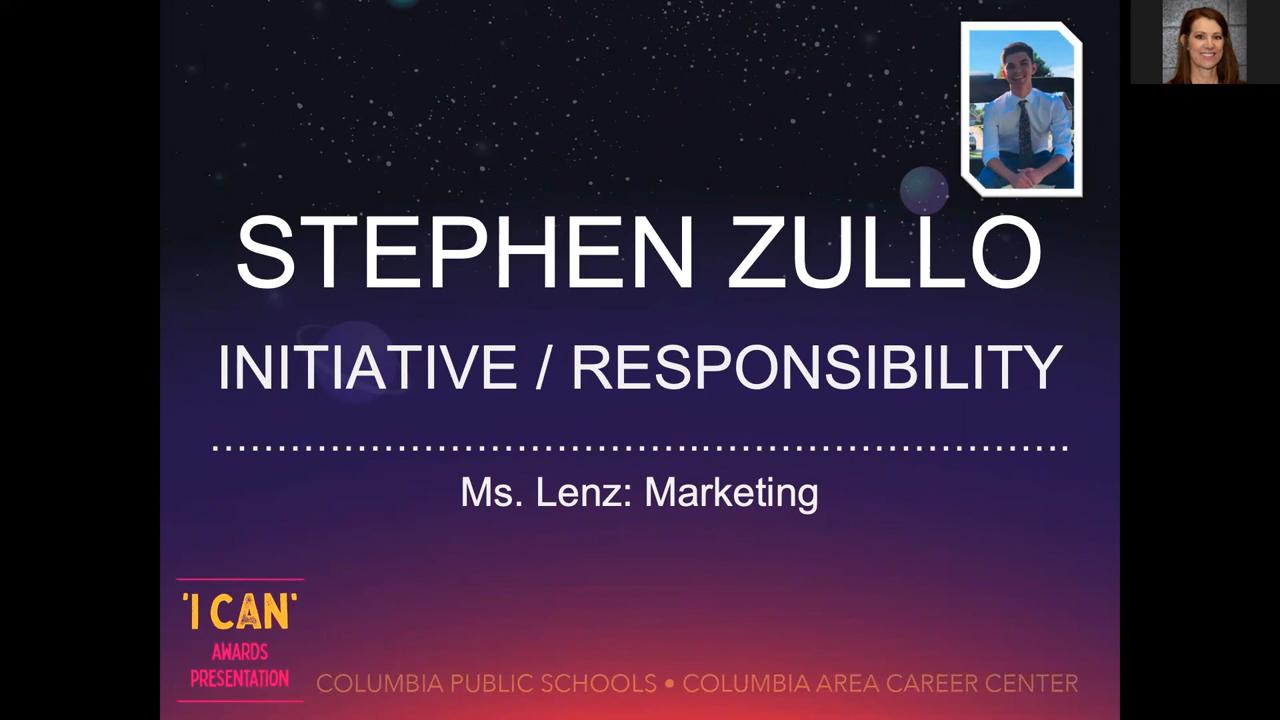 STEPHEN ZULLO
INITIATIVE / RESPONSIBILITY
Ms. Lenz: Marketing
'I CAN'
AWARDS
PRESENTATION
COLUMBIA PUBLIC SCHOOLS • COLUMBIA AREA CAREER CENTER